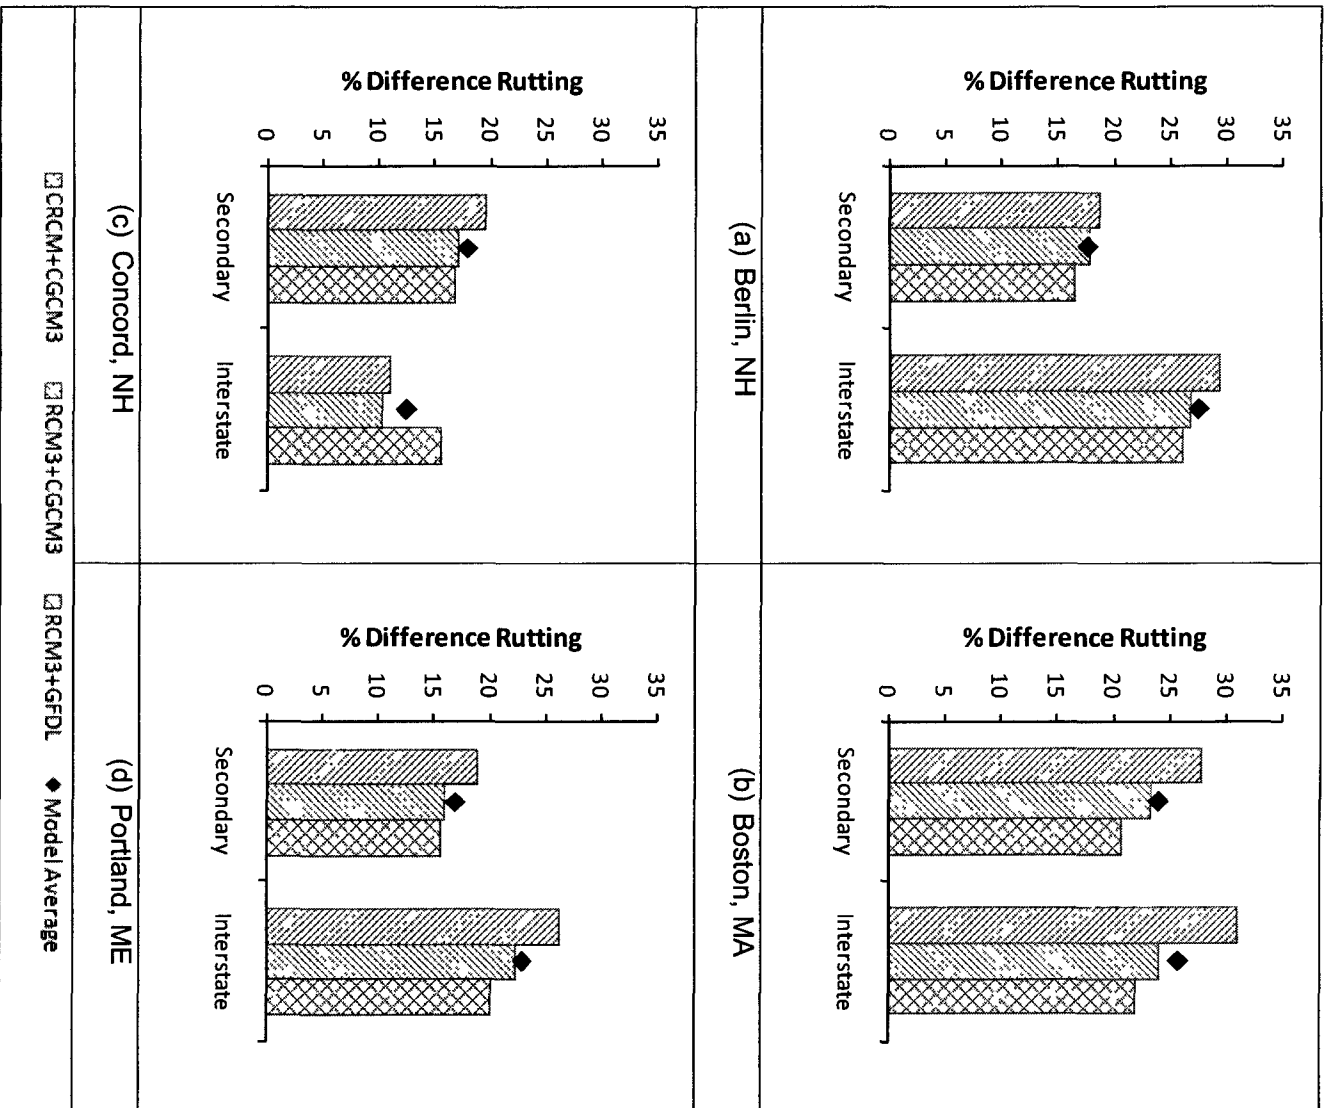 % Difference Rutting
35
30
25
20
15
10
5
0
Secondary
Interstate
(a) Berlin, NH
% Difference Rutting
35
30
25
20
15
10
5
0
Secondary
Interstate
(b) Boston, MA
% Difference Rutting
35
30
25
20
15
10
5
0
Secondary
Interstate
(c) Concord, NH
% Difference Rutting
35
30
25
20
15
10
5
0
Secondary
Interstate
(d) Portland, ME
CRCM+CGCM3 RCM3+CGCM3 RCM3+GFDL Model Average